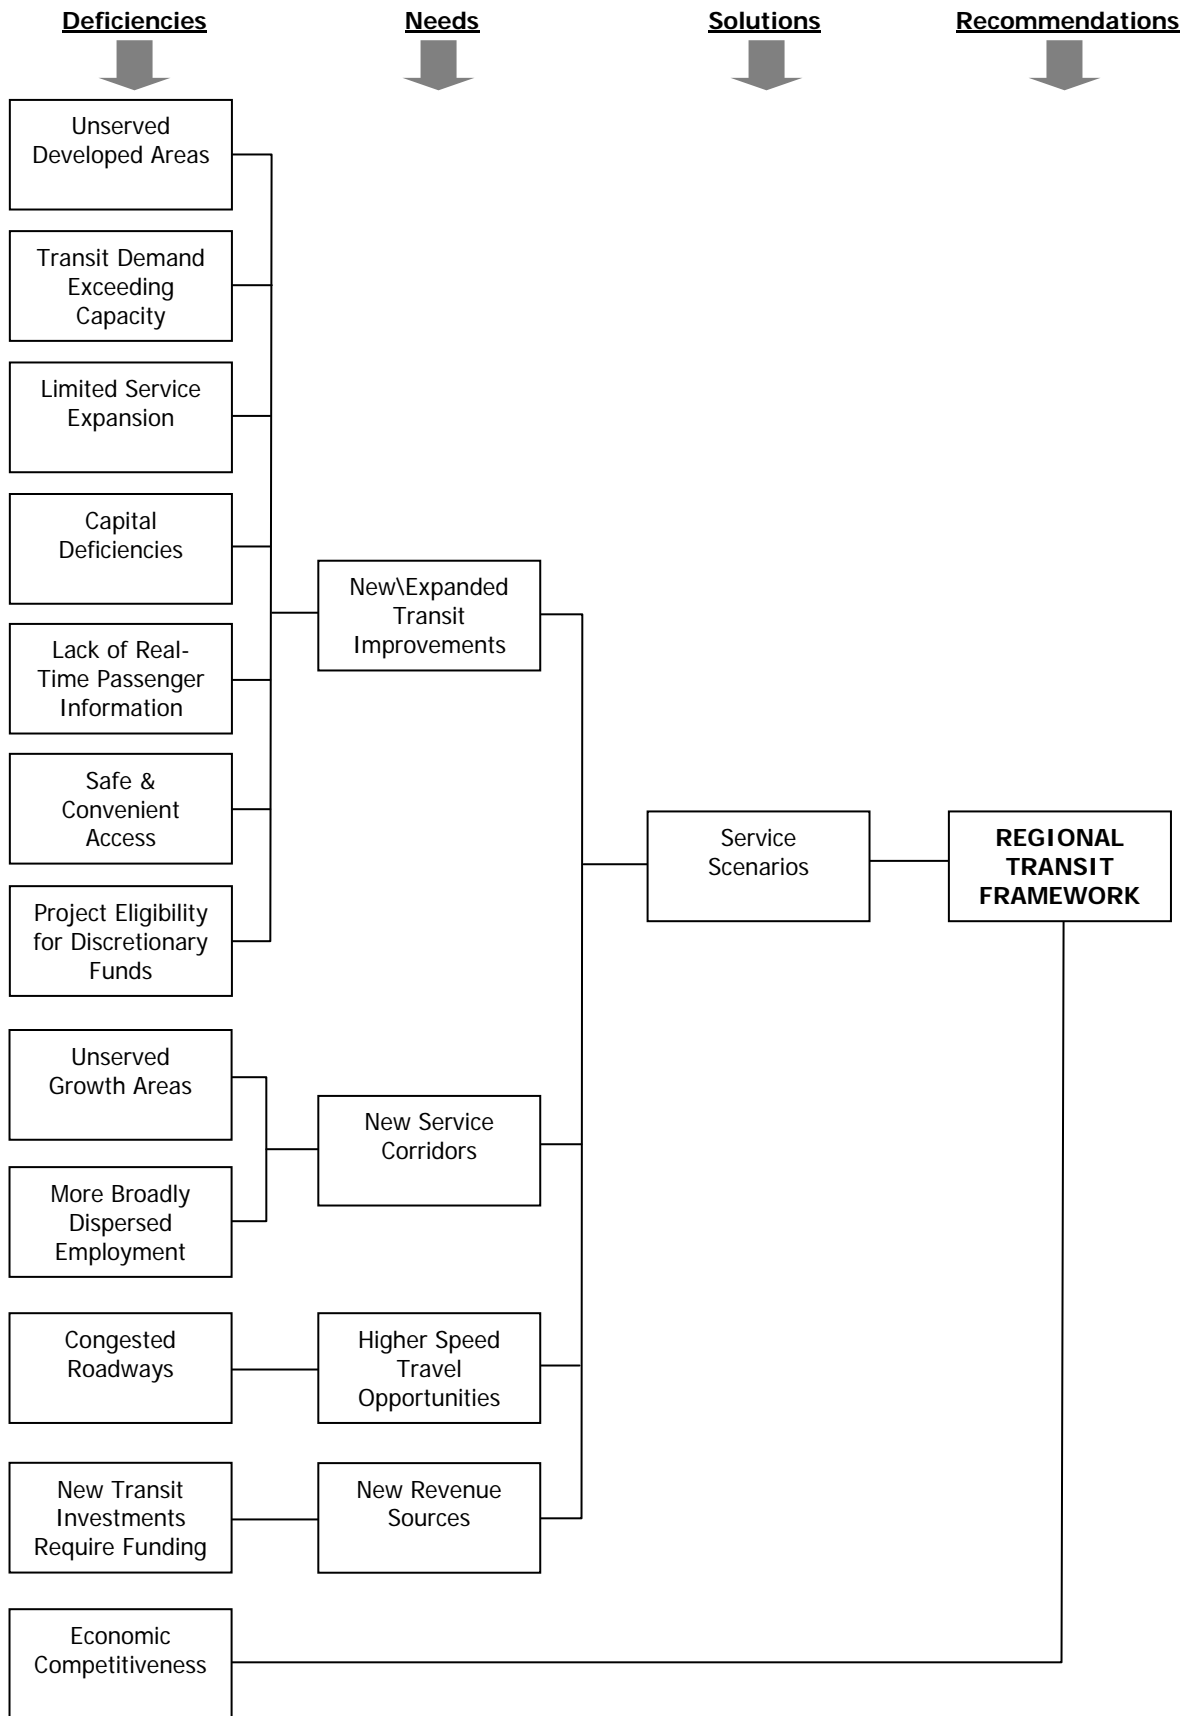 Deficiencies
Needs
Solutions
Recommendations
Unserved
Developed Areas
Transit Demand
Exceeding
Capacity
Limited Service
Expansion
Capital
Deficiencies
Lack of Real-
Time Passenger
Information
Safe &
Convenient
Access
Project Eligibility
for Discretionary
Funds
Unserved
Growth Areas
More Broadly
Dispersed
Employment
Congested
Roadways
New Transit
Investments
Require Funding
Economic
Competitiveness
New\Expanded
Transit
Improvements
New Service
Corridors
Higher Speed
Travel
Opportunities
New Revenue
Sources
Service
Scenarios
REGIONAL
TRANSIT
FRAMEWORK